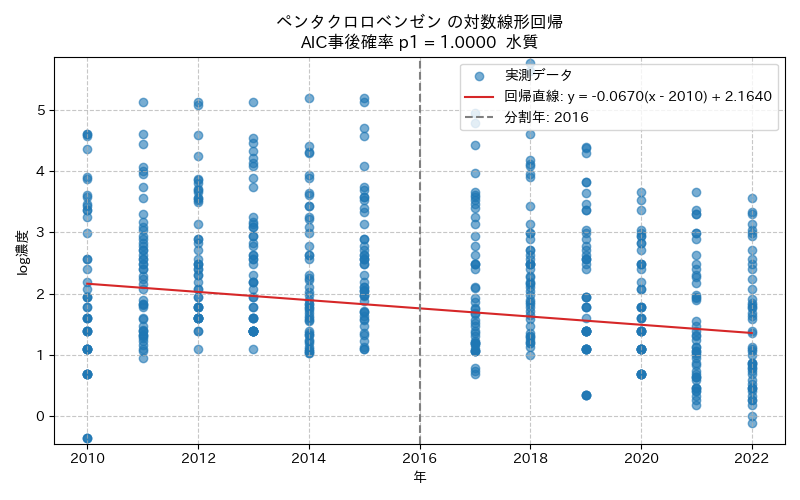 ペンタクロロベンゼン の対数線形回帰
AIC事後確率 p1 = 1.0000  水質
実測データ
回帰直線: y = -0.0670(x - 2010) + 2.1640
分割年: 2016
log濃度
5
4
3
2
1
0
2010 2012 2014 2016 2018 2020 2022
年